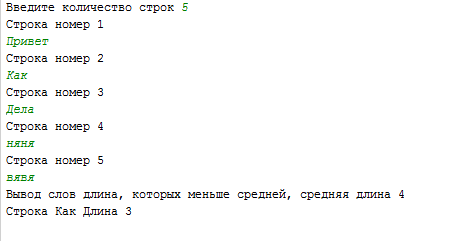 Введите количество строк 5
Строка номер 1
Привет
Строка номер 2
Как
Строка номер 3
Дела
Строка номер 4
няня
Строка номер 5
вявя
Вывод слов длина, которых меньше средней, средняя длина 4
Строка Как Длина 3